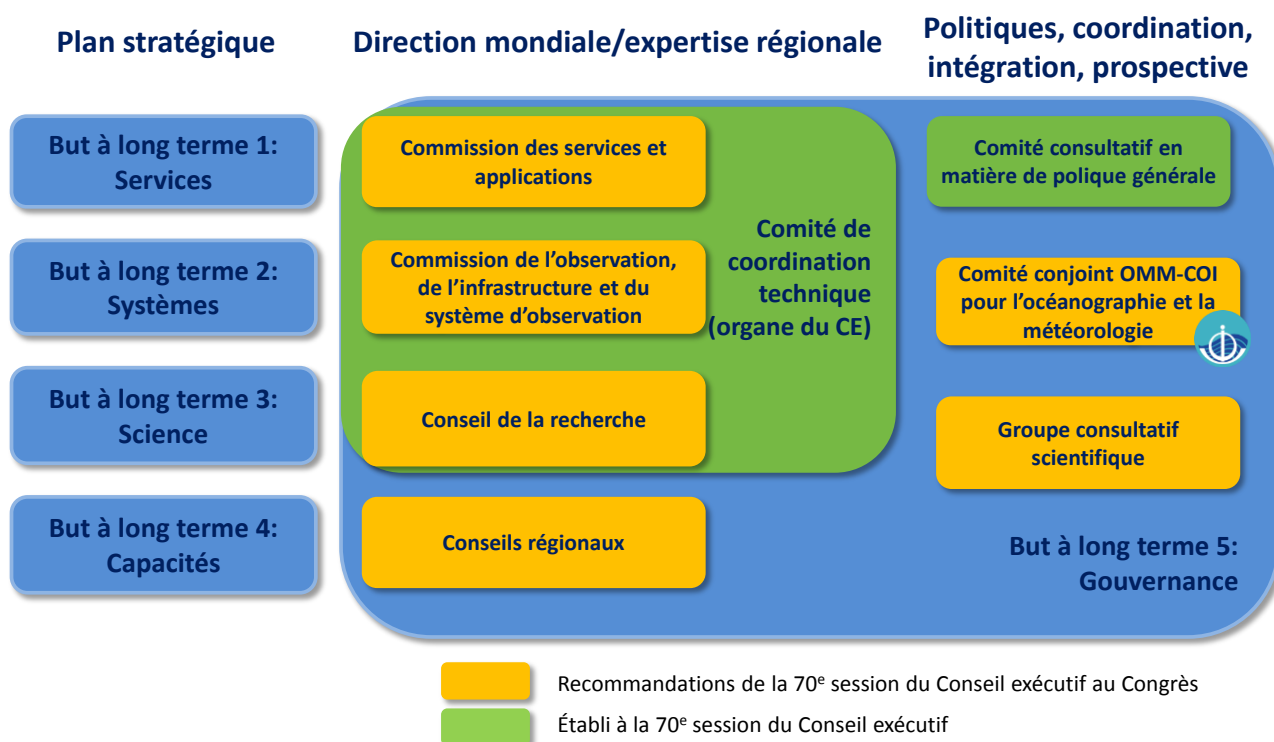 Plan stratégique
Direction mondiale/expertise régionale
Politiques, coordination,
intégration, prospective
But à long terme 1:
Services
Commission des services et
applications
Comité consultatif en
matière de polique générale
But à long terme 2:
Systèmes
Commission de l'observation,
de l'infrastructure et du
système d'observation
Comité de
coordination
technique
(organe du CE)
Comité conjoint OMM-COI
pour l'océanographie et la
météorologie
But à long terme 3:
Science
Conseil de la recherche
Groupe consultatif
scientifique
But à long terme 4:
Capacités
Conseils régionaux
But à long terme 5:
Gouvernance
Recommandations de la 70e session du Conseil exécutif au Congrès
Établi à la 70e session du Conseil exécutif